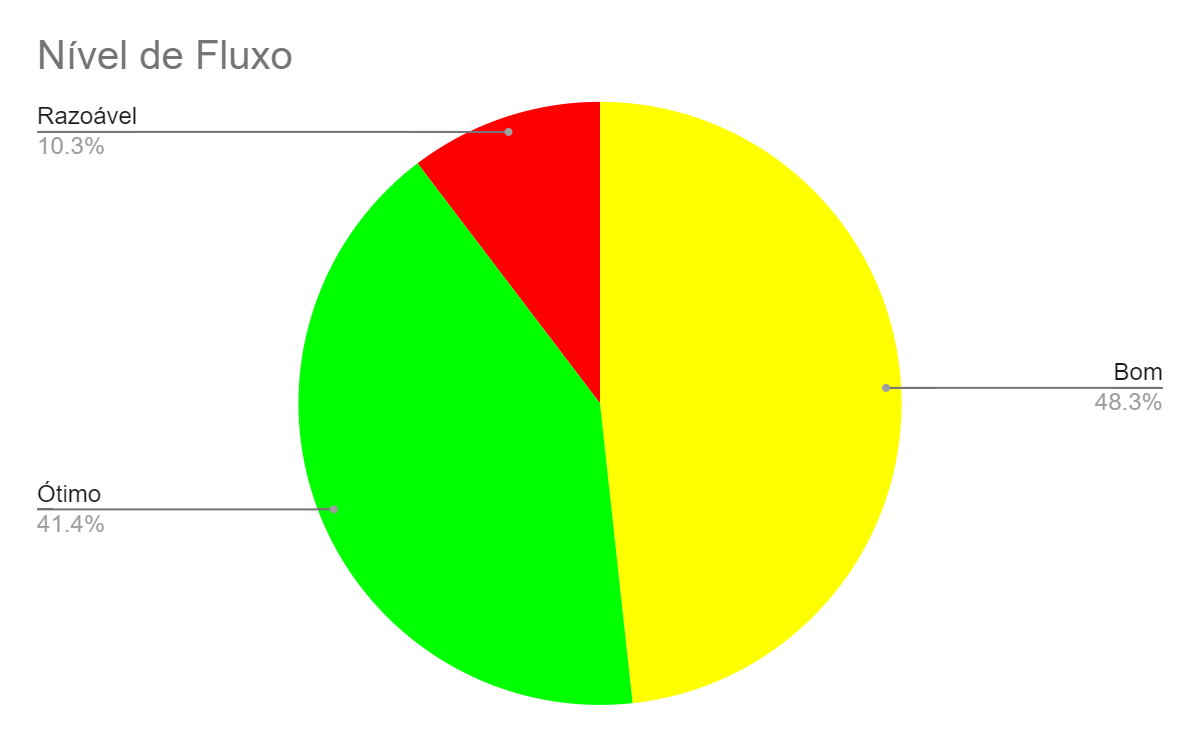 Nível de Fluxo
Razoável
10.3%
Bom
48.3%
Ótimo
41.4%